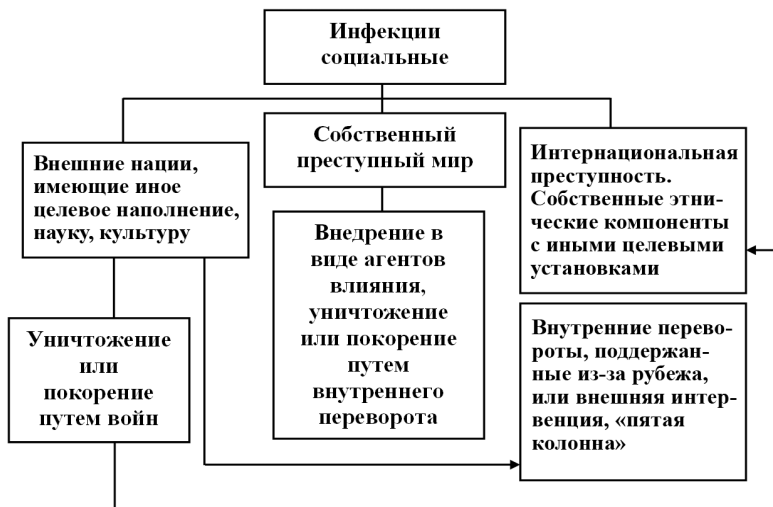 Инфекции
социальные
Внешние нации,
имеющие иное
целевое наполнение,
науку, культуру
Собственный
преступный мир
Интернациональная
преступность.
Собственные этни-
ческие компоненты
с иными целевыми
установками
Уничтожение
или
покорение
путем войн
Внедрение в
виде агентов
влияния,
уничтожение
или покорение
путем
внутреннего
переворота
Внутренние перево-
роты, поддержан-
ные из-за рубежа,
или внешняя интер-
венция, «пятая
колонна»